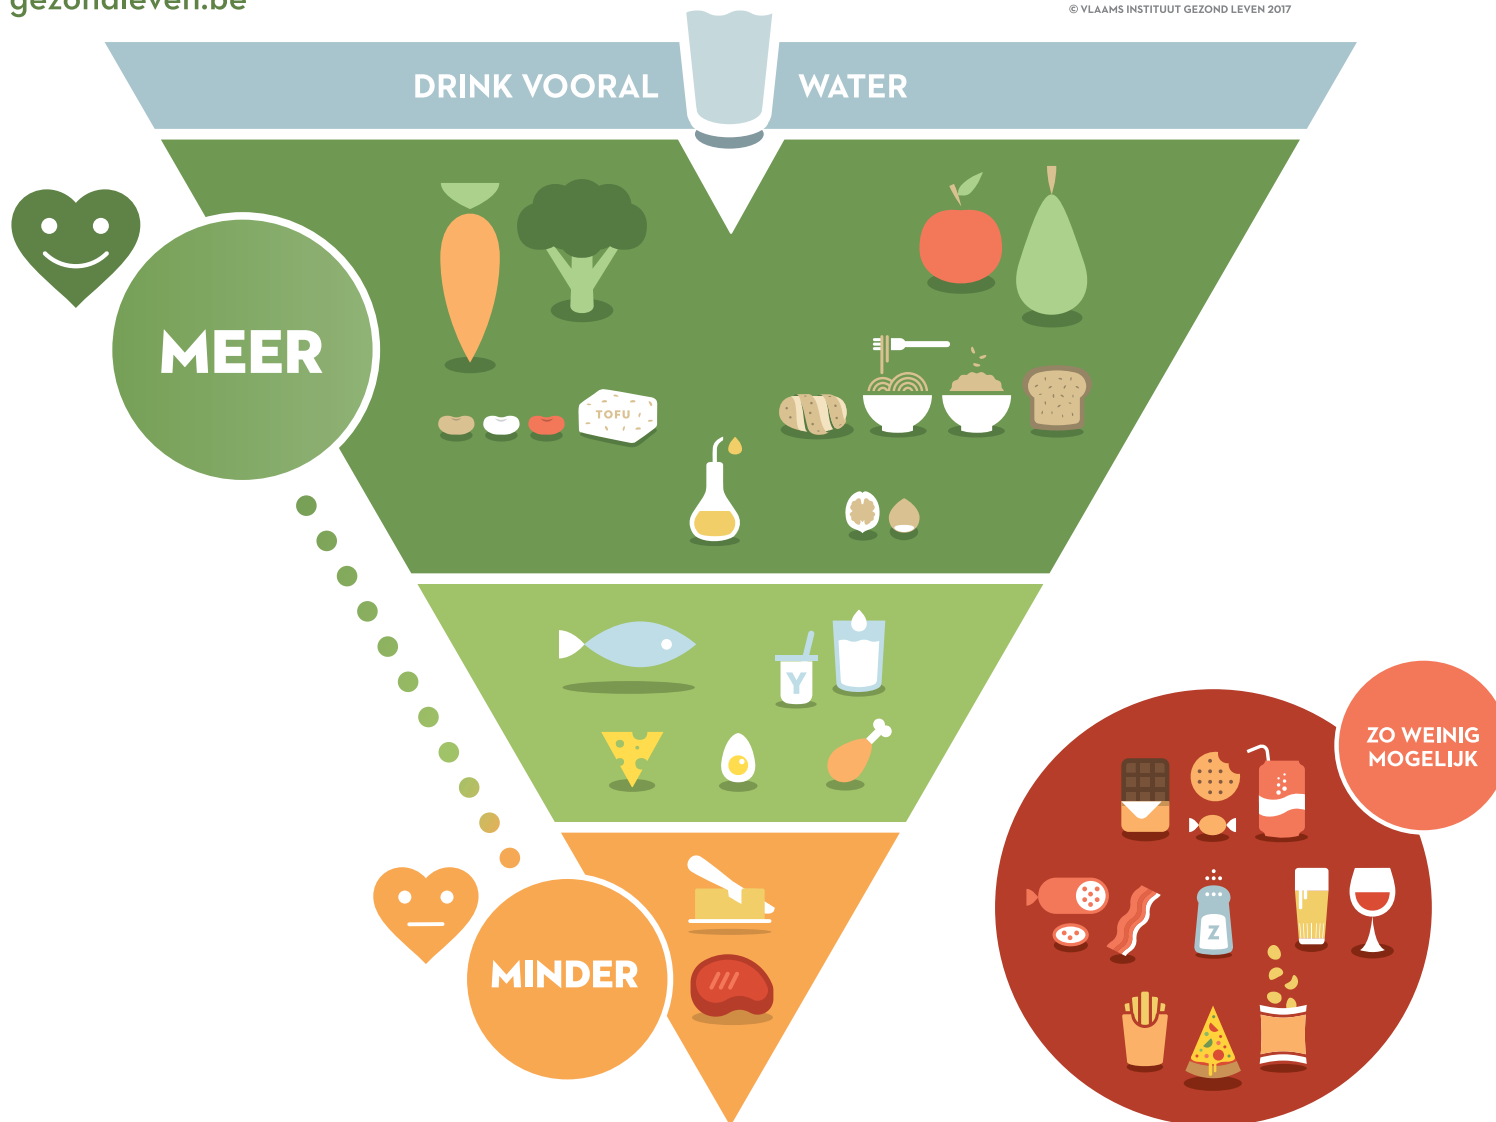 gezondleven.be
© VLAAMS INSTITUUT GEZOND LEVEN 2017
DRINK VOORAL WATER
MEER
TOFU
Y
ZO WEINIG
MOGELIJK
Z
MINDER